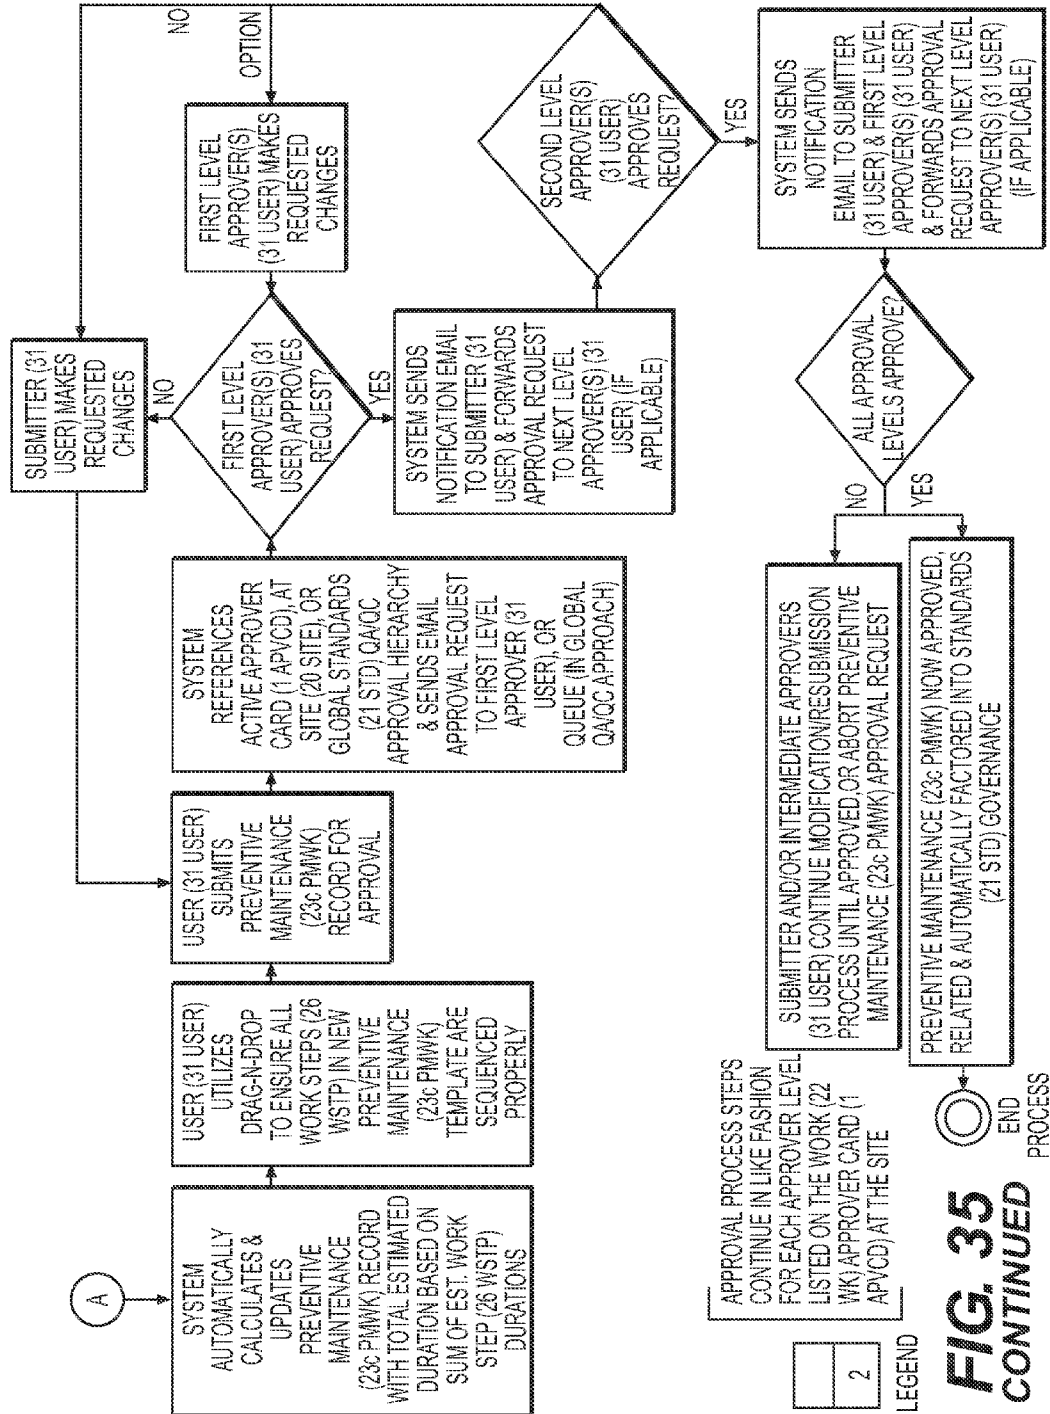 A
SYSTEM
AUTOMATICALLY
CALCULATES &
UPDATES
PREVENTIVE
MAINTENANCE
(23c PMWK) RECORD
WITH TOTAL ESTIMATED
DURATION BASED ON
SUM OF EST. WORK
STEP (26 WSTP)
DURATIONS
USER (31 USER)
UTILIZES
DRAG-N-DROP
TO ENSURE ALL
WORK STEPS (26
WSTP) IN NEW
PREVENTIVE
MAINTENANCE
(23c PMWK)
TEMPLATE ARE
SEQUENCED
PROPERLY
USER (31 USER)
SUBMITS
PREVENTIVE
MAINTENANCE
(23c PMWK)
RECORD FOR
APPROVAL
SYSTEM
REFERENCES
ACTIVE APPROVER
CARD (1 APVCD), AT
SITE (20 SITE), OR
GLOBAL STANDARDS
(21 STD) QA/QC
APPROVAL HIERARCHY
& SENDS EMAIL
APPROVAL REQUEST
TO FIRST LEVEL
APPROVER (31
USER), OR
QUEUE (IN GLOBAL
QA/QC APPROACH)
SUBMITTER (31
USER) MAKES
REQUESTED
CHANGES
NO
FIRST LEVEL
APPROVER(S) (31
USER) APPROVES
REQUEST?
YES
FIRST LEVEL
APPROVER(S)
(31 USER) MAKES
REQUESTED
CHANGES
OPTION
NO
SYSTEM SENDS
NOTIFICATION EMAIL
TO SUBMITTER (31
USER) & FORWARDS
APPROVAL REQUEST
TO NEXT LEVEL
APPROVER(S) (31
USER) (IF
APPLICABLE)
SECOND LEVEL
APPROVER(S)
(31 USER)
APPROVES
REQUEST?
YES
SYSTEM SENDS
NOTIFICATION
EMAIL TO SUBMITTER
(31 USER) & FIRST LEVEL
APPROVER(S) (31 USER)
& FORWARDS APPROVAL
REQUEST TO NEXT LEVEL
APPROVER(S) (31 USER)
(IF APPLICABLE)
ALL APPROVAL
LEVELS APPROVE?
NO
YES
SUBMITTER AND/OR INTERMEDIATE APPROVERS
(31 USER) CONTINUE MODIFICATION/RESUBMISSION
PROCESS UNTIL APPROVED, OR ABORT PREVENTIVE
MAINTENANCE (23c PMWK) APPROVAL REQUEST
PREVENTIVE MAINTENANCE (23c PMWK) NOW APPROVED,
RELATED & AUTOMATICALLY FACTORED INTO STANDARDS
(21 STD) GOVERNANCE
END
PROCESS
APPROVAL PROCESS STEPS
CONTINUE IN LIKE FASHION
FOR EACH APPROVER LEVEL
LISTED ON THE WORK (22
WK) APPROVER CARD (1
APVCD) AT THE SITE
2
LEGEND
FIG. 35
CONTINUED